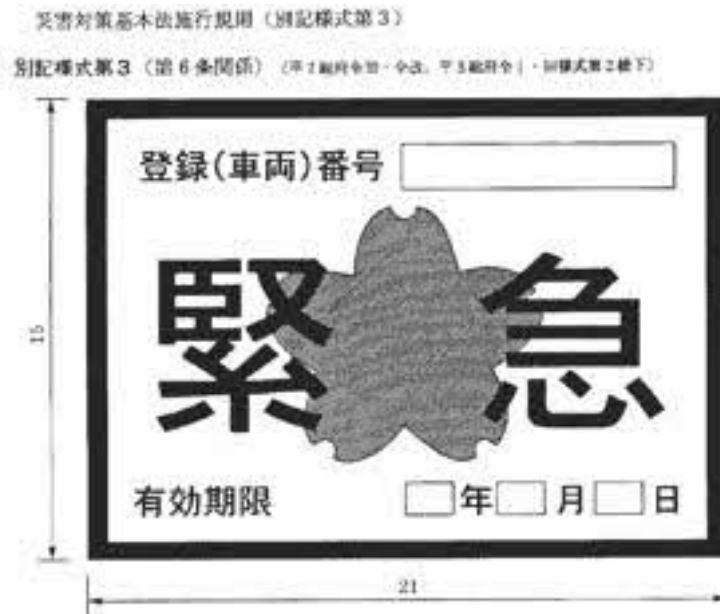 災害対策基本法施行規則（別記様式第３）
別記様式第３（第６条関係）
登録(車両)番号
緊急
有効期限 年 月 日
15
21